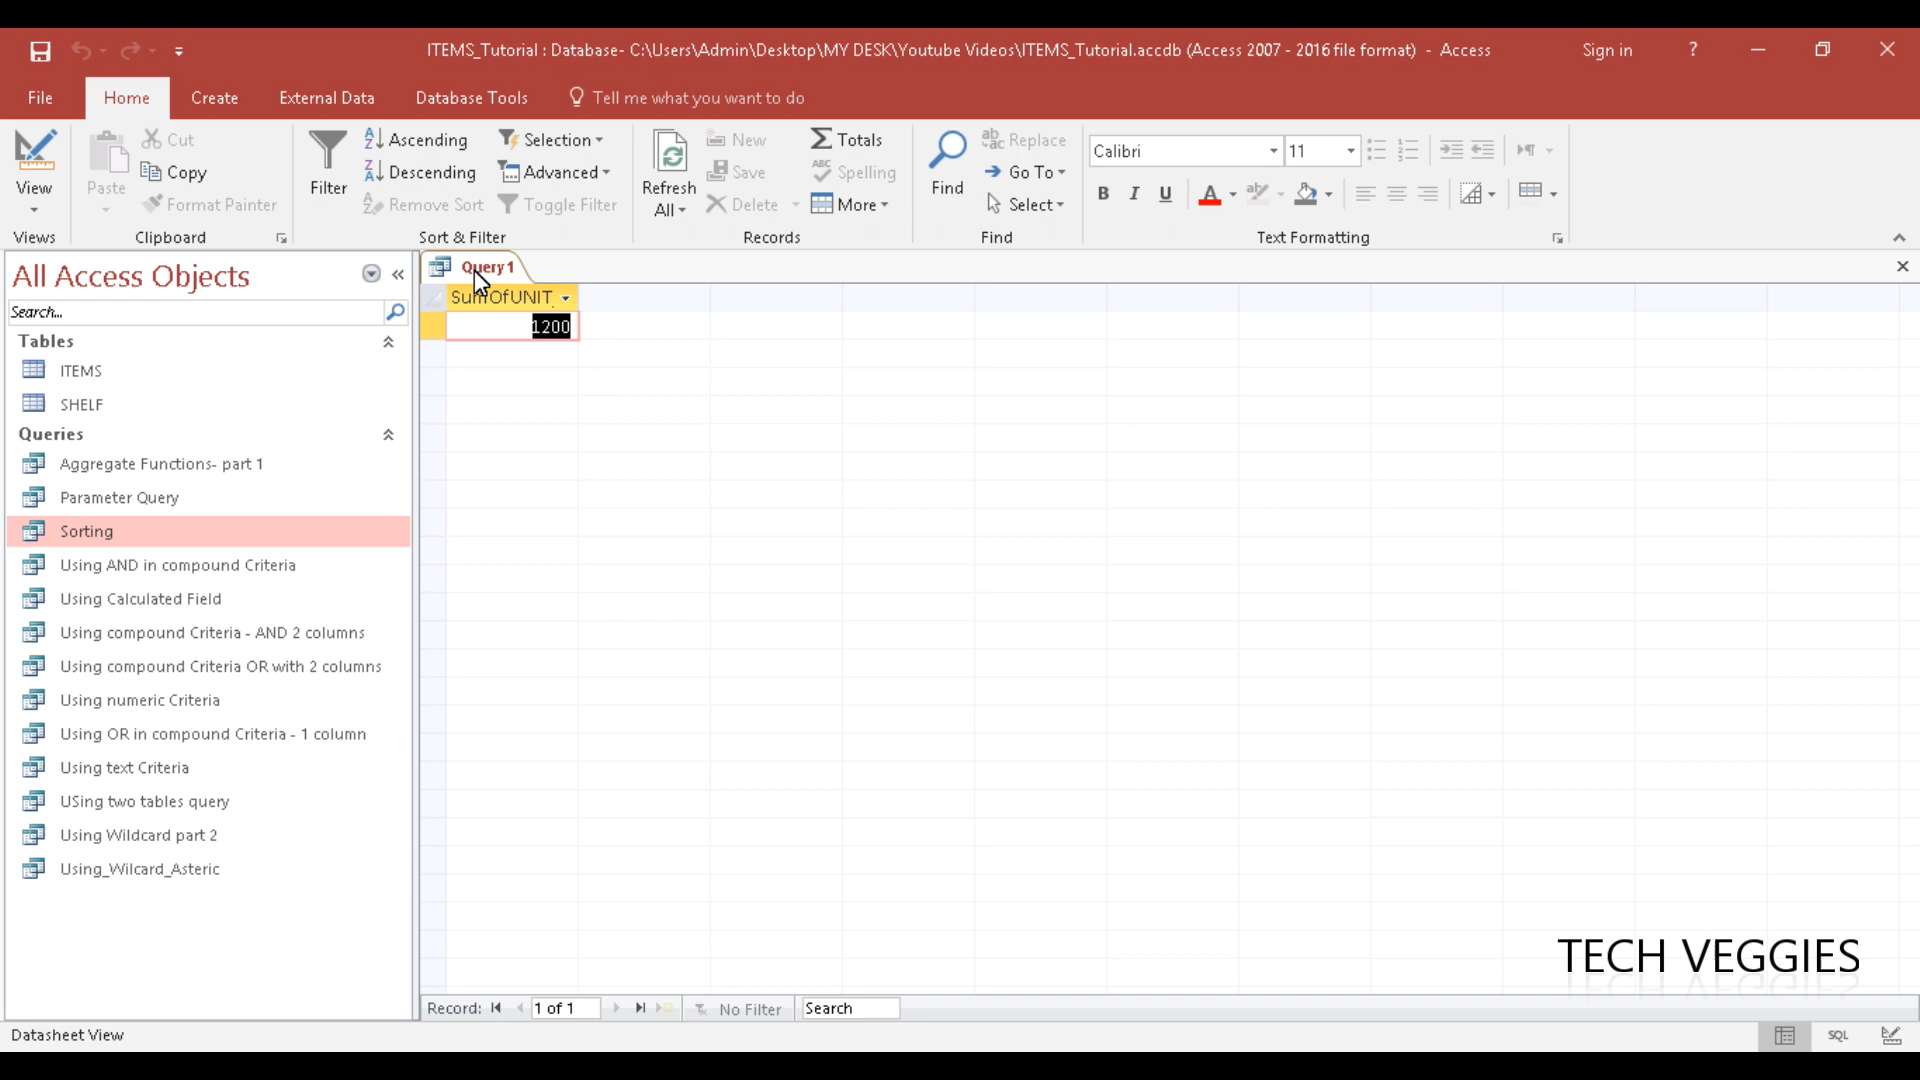 ITEMS_Tutorial : Database- C:\Users\Admin\Desktop\MY DESK\Youtube Videos\ITEMS_Tutorial.accdb (Access 2007 - 2016 file format) - Access
Sign in
?
File
Home
Create
External Data
Database Tools
Tell me what you want to do
View
Views
Paste
Cut
Copy
Format Painter
Clipboard
Filter
Ascending
Descending
Remove Sort
Selection
Advanced
Toggle Filter
Sort & Filter
Refresh
All
New
Save
Delete
Totals
Spelling
More
Records
Find
Replace
Go To
Select
Find
Calibri
11
B I U
Text Formatting
All Access Objects
Search...
Tables
ITEMS
SHELF
Queries
Aggregate Functions- part 1
Parameter Query
Sorting
Using AND in compound Criteria
Using Calculated Field
Using compound Criteria - AND 2 columns
Using compound Criteria OR with 2 columns
Using numeric Criteria
Using OR in compound Criteria - 1 column
Using text Criteria
USing two tables query
Using Wildcard part 2
Using_Wilcard_Asteric
Query1
SumOfUNIT_
1200
TECH VEGGIES
Record:
1 of 1
No Filter
Search
Datasheet View
SQL